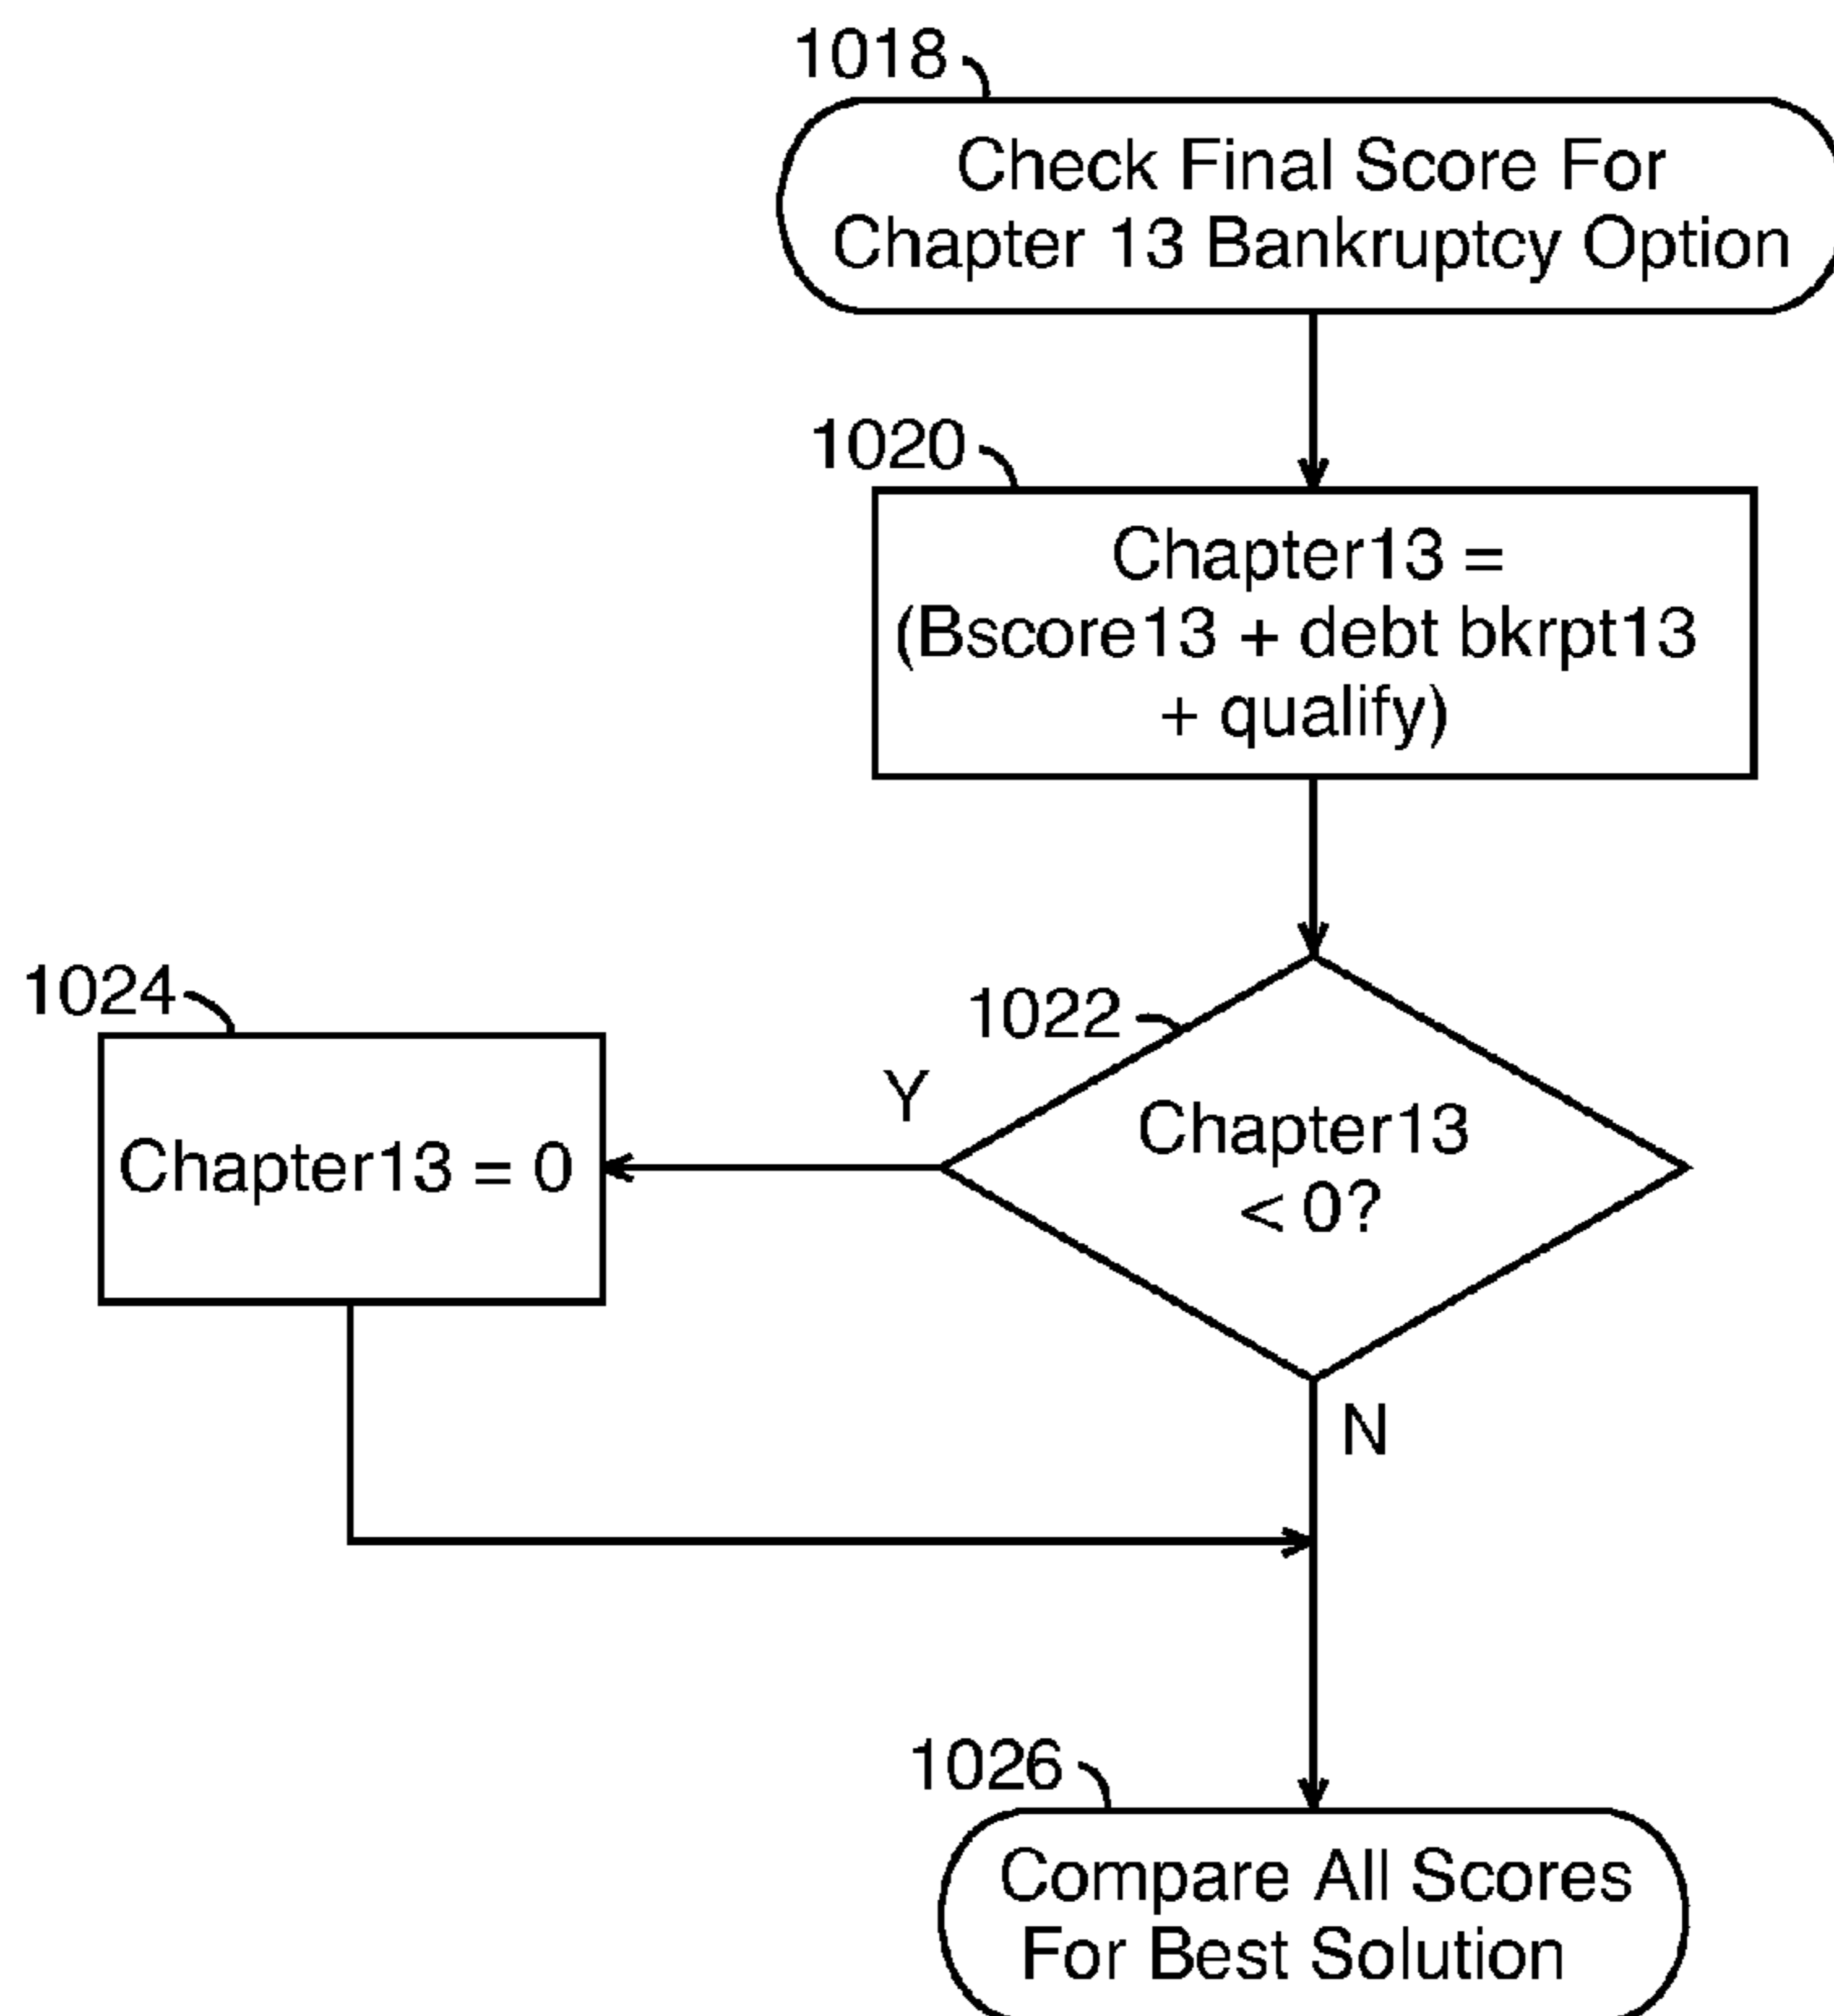 1018
Check Final Score For
Chapter 13 Bankruptcy Option
1020
Chapter13 =
(Bscore13 + debt bkrpt13
+ qualify)
1024
1022
Y
Chapter13
< 0?
Chapter13 = 0
N
1026
Compare All Scores
For Best Solution